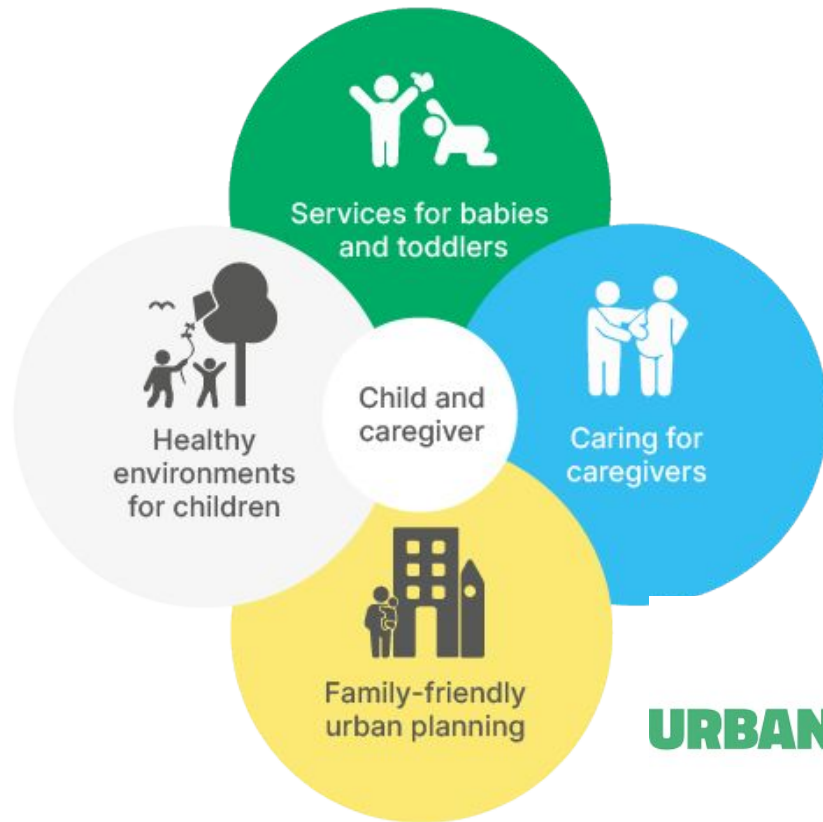 Services for babies
and toddlers
Healthy
environments
for children
Child and
caregiver
Caring for
caregivers
Family-friendly
urban planning
URBAN